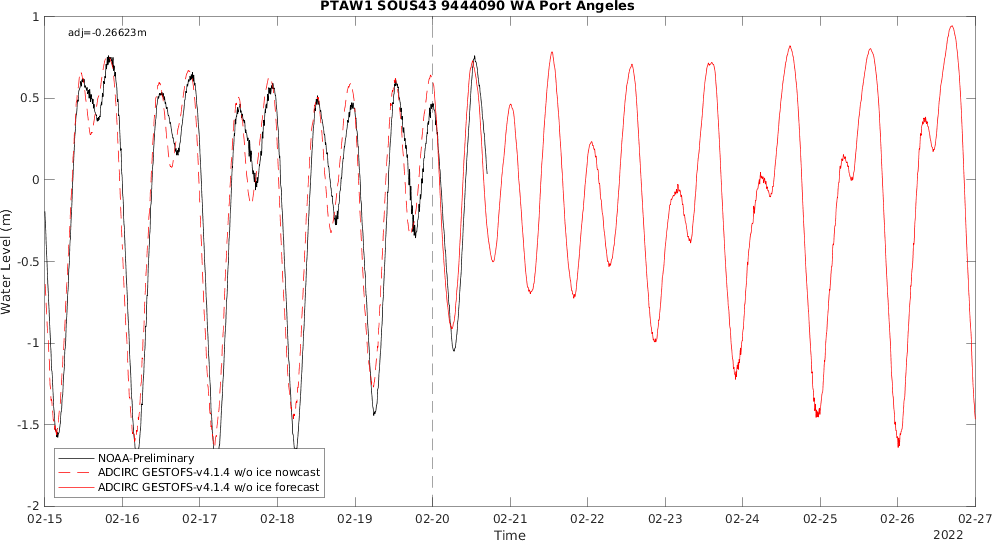 PTAW1 SOUS43 9444090 WA Port Angeles
adj=-0.26623m
1
0.5
0
-0.5
-1
-1.5
-2
Water Level (m)
NOAA-Preliminary
ADCIRC GESTOFS-v4.1.4 w/o ice nowcast
ADCIRC GESTOFS-v4.1.4 w/o ice forecast
02-15 02-16 02-17 02-18 02-19 02-20 02-21 02-22 02-23 02-24 02-25 02-26 02-27
Time
2022